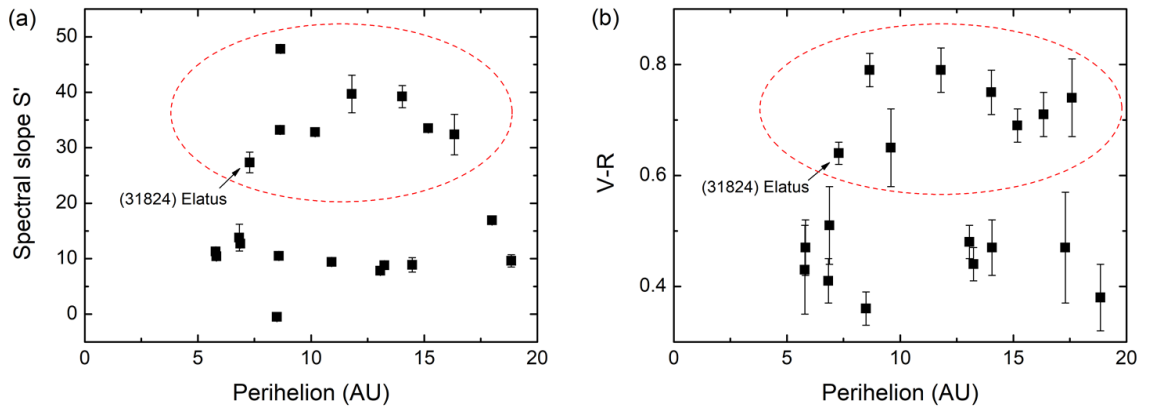 (a)
50
40
30
20
10
0
Spectral slope S'
(31824) Elatus
0 5 10 15 20
Perihelion (AU)
(b)
0.8
0.6
0.4
V-R
(31824) Elatus
0 5 10 15 20
Perihelion (AU)